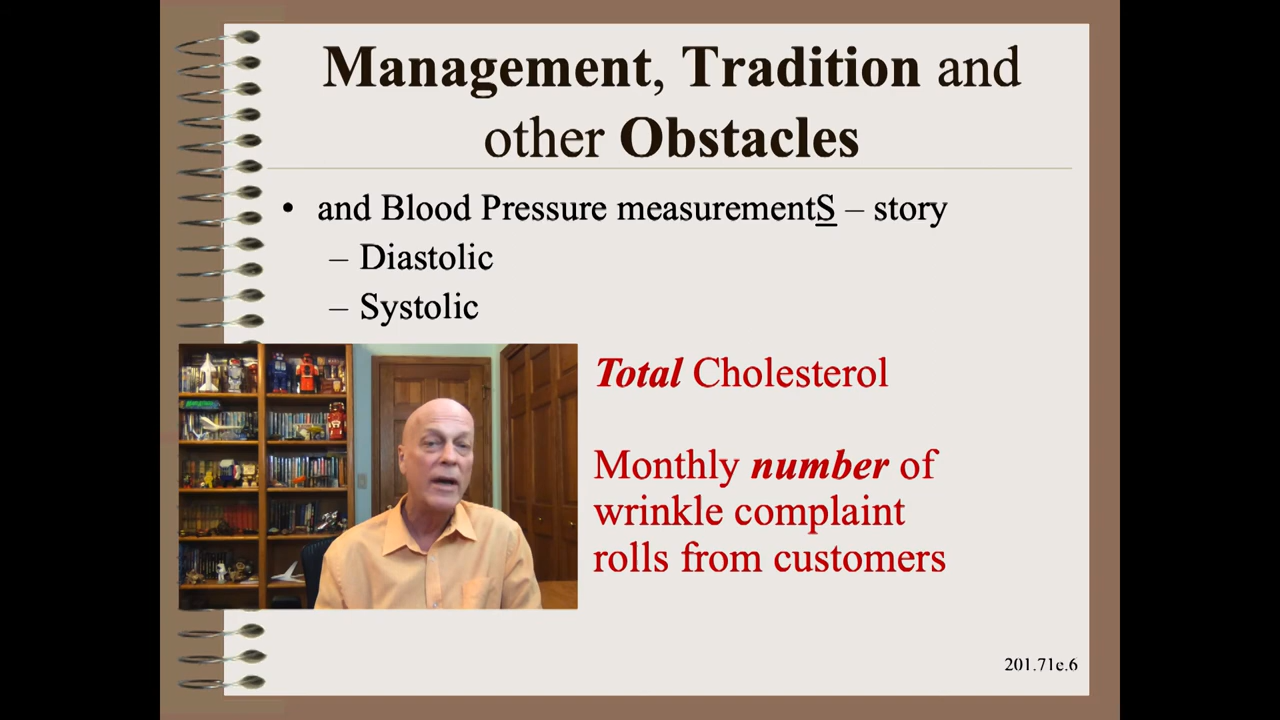 Management, Tradition and
other Obstacles
• and Blood Pressure measurementS – story
– Diastolic
– Systolic
Total Cholesterol
Monthly number of
wrinkle complaint
rolls from customers
201.71c.6